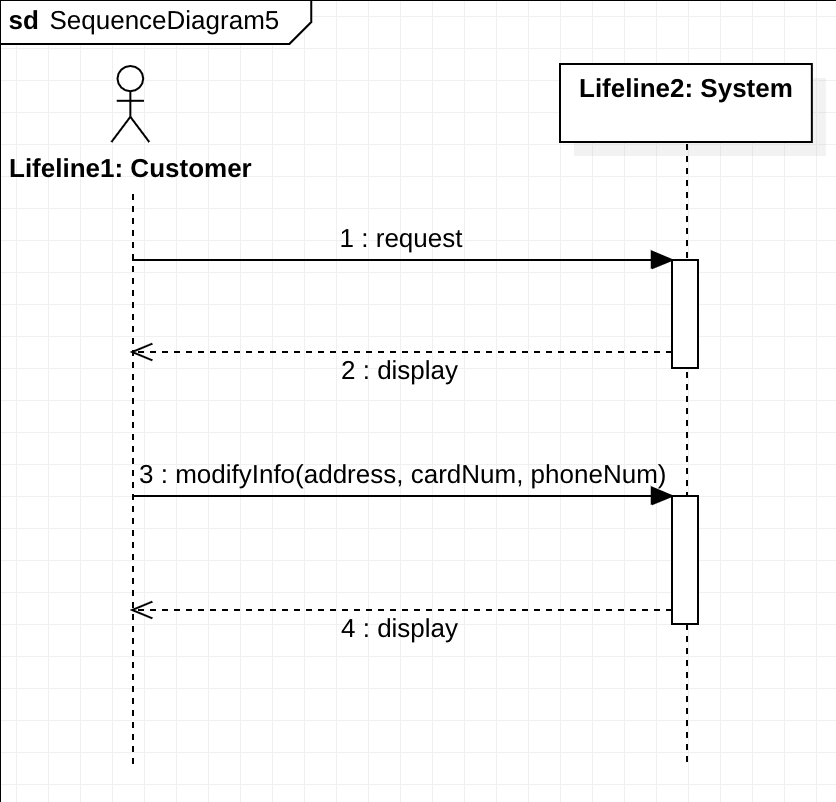 sd SequenceDiagram5
Lifeline2: System
Lifeline1: Customer
1 : request
2 : display
3 : modifyInfo(address, cardNum, phoneNum)
4 : display